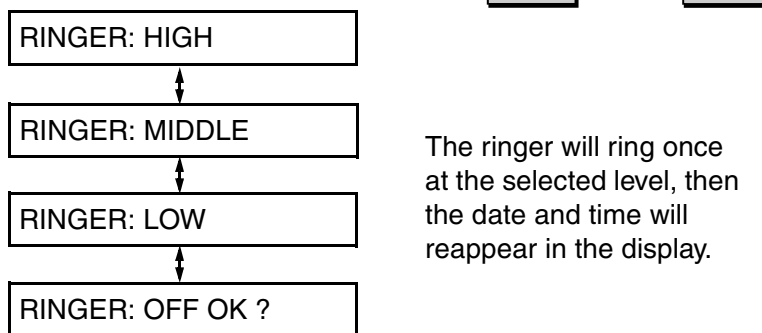 RINGER: HIGH
RINGER: MIDDLE
RINGER: LOW
RINGER: OFF OK ?
The ringer will ring once
at the selected level, then
the date and time will
reappear in the display.